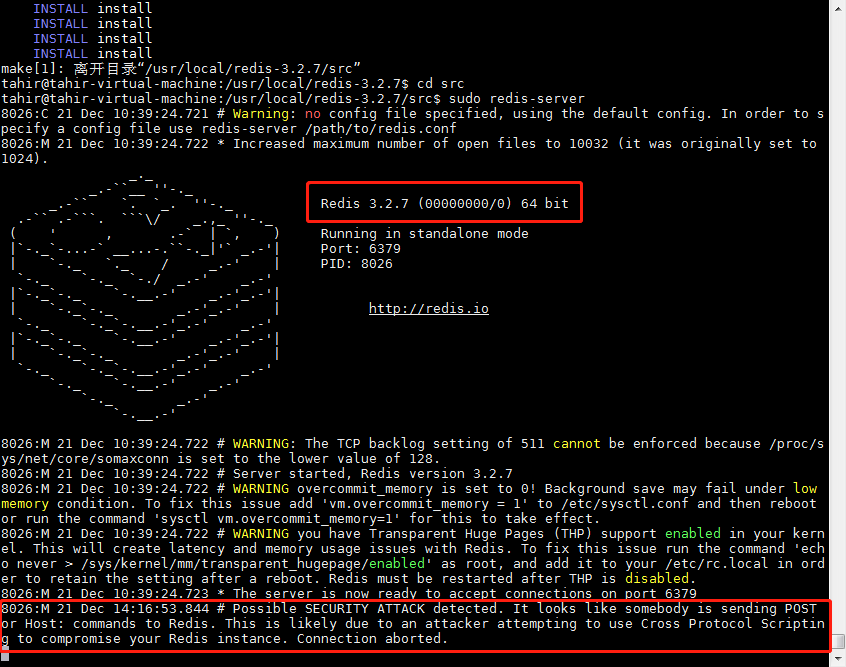 INSTALL install
INSTALL install
INSTALL install
INSTALL install
make[1]: 离开目录“/usr/local/redis-3.2.7/src”
tahir@tahir-virtual-machine:/usr/local/redis-3.2.7$ cd src
tahir@tahir-virtual-machine:/usr/local/redis-3.2.7/src$ sudo redis-server
8026:C 21 Dec 10:39:24.721 # Warning: no config file specified, using the default config. In order to s
pecify a config file use redis-server /path/to/redis.conf
8026:M 21 Dec 10:39:24.722 * Increased maximum number of open files to 10032 (it was originally set to
1024).
Redis 3.2.7 (00000000/0) 64 bit
Running in standalone mode
Port: 6379
PID: 8026
http://redis.io
8026:M 21 Dec 10:39:24.722 # WARNING: The TCP backlog setting of 511 cannot be enforced because /proc/s
ys/net/core/somaxconn is set to the lower value of 128.
8026:M 21 Dec 10:39:24.722 # Server started, Redis version 3.2.7
8026:M 21 Dec 10:39:24.722 # WARNING overcommit_memory is set to 0! Background save may fail under low
memory condition. To fix this issue add 'vm.overcommit_memory = 1' to /etc/sysctl.conf and then reboot
or run the command 'sysctl vm.overcommit_memory=1' for this to take effect.
8026:M 21 Dec 10:39:24.722 # WARNING you have Transparent Huge Pages (THP) support enabled in your kern
el. This will create latency and memory usage issues with Redis. To fix this issue run the command 'ech
o never > /sys/kernel/mm/transparent_hugepage/enabled' as root, and add it to your /etc/rc.local in ord
er to retain the setting after a reboot. Redis must be restarted after THP is disabled.
8026:M 21 Dec 10:39:24.723 * The server is now ready to accept connections on port 6379
8026:M 21 Dec 14:16:53.844 # Possible SECURITY ATTACK detected. It looks like somebody is sending POST
or Host: commands to Redis. This is likely due to an attacker attempting to use Cross Protocol Scriptin
g to compromise your Redis instance. Connection aborted.